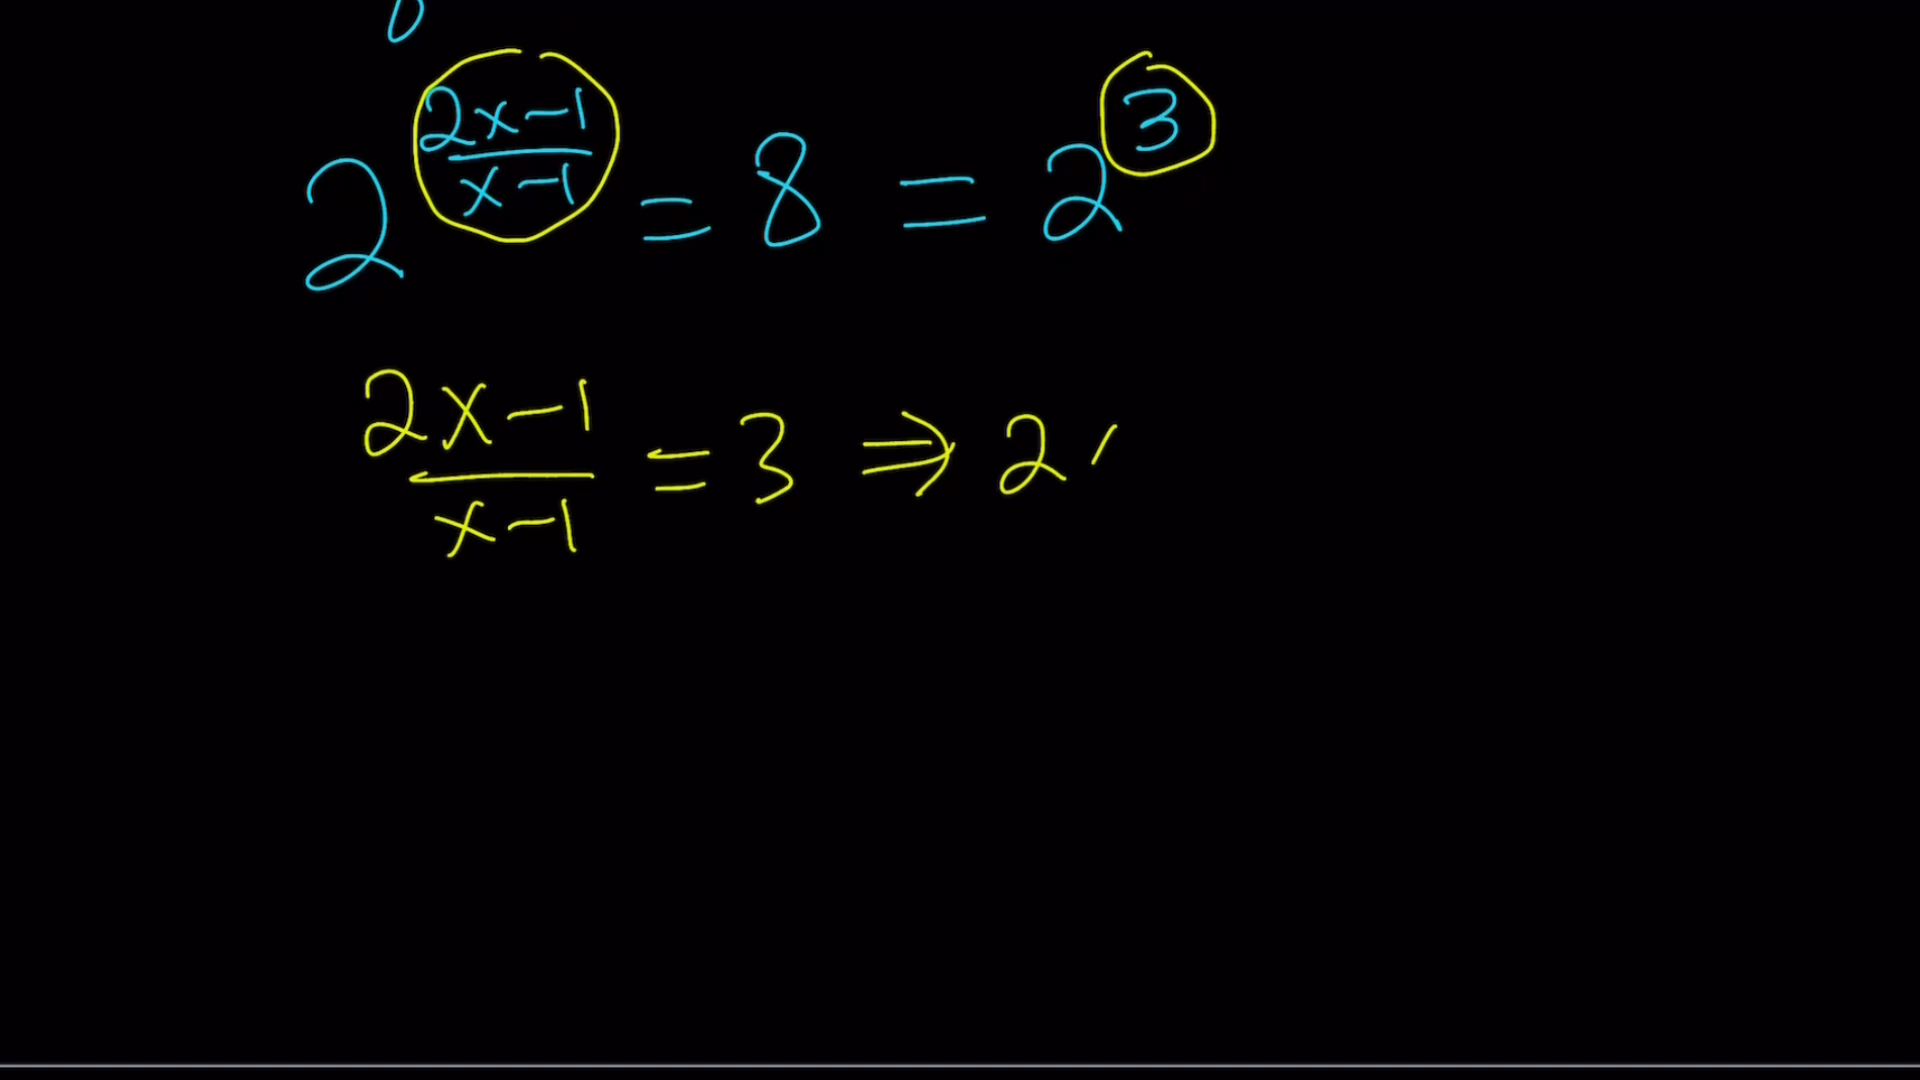 2^((2x-1)/(x-1)) = 8 = 2^3
(2x-1)/(x-1) = 3 ⇒ 2